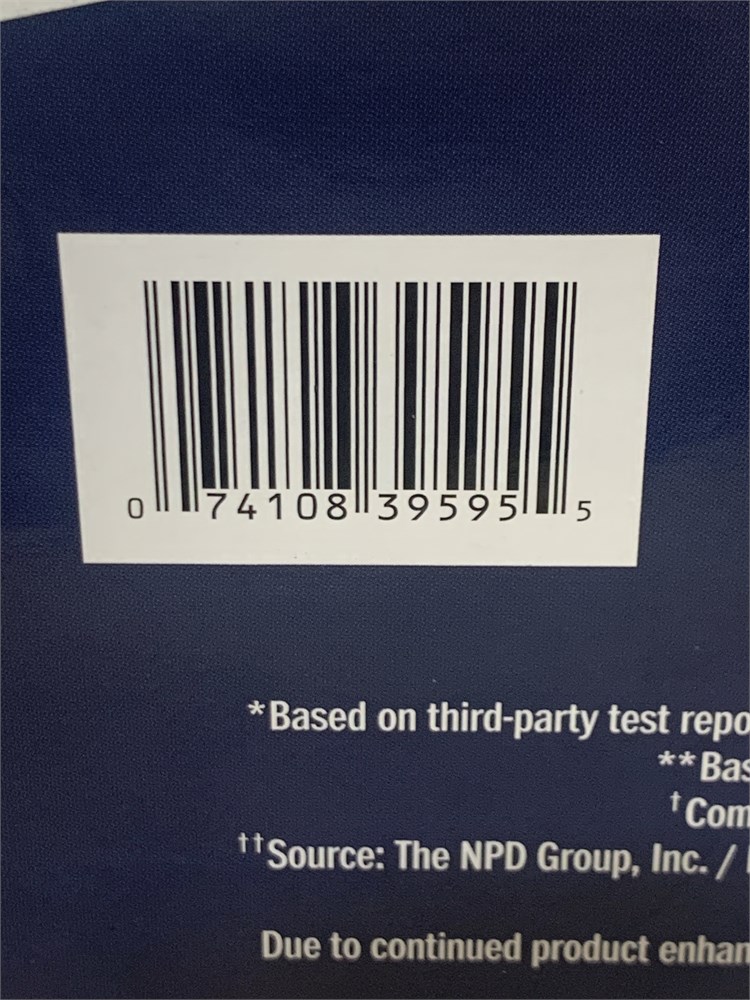 0 74108 39595 5
*Based on third-party test repo
**Bas
†Com
††Source: The NPD Group, Inc. /
Due to continued product enhan